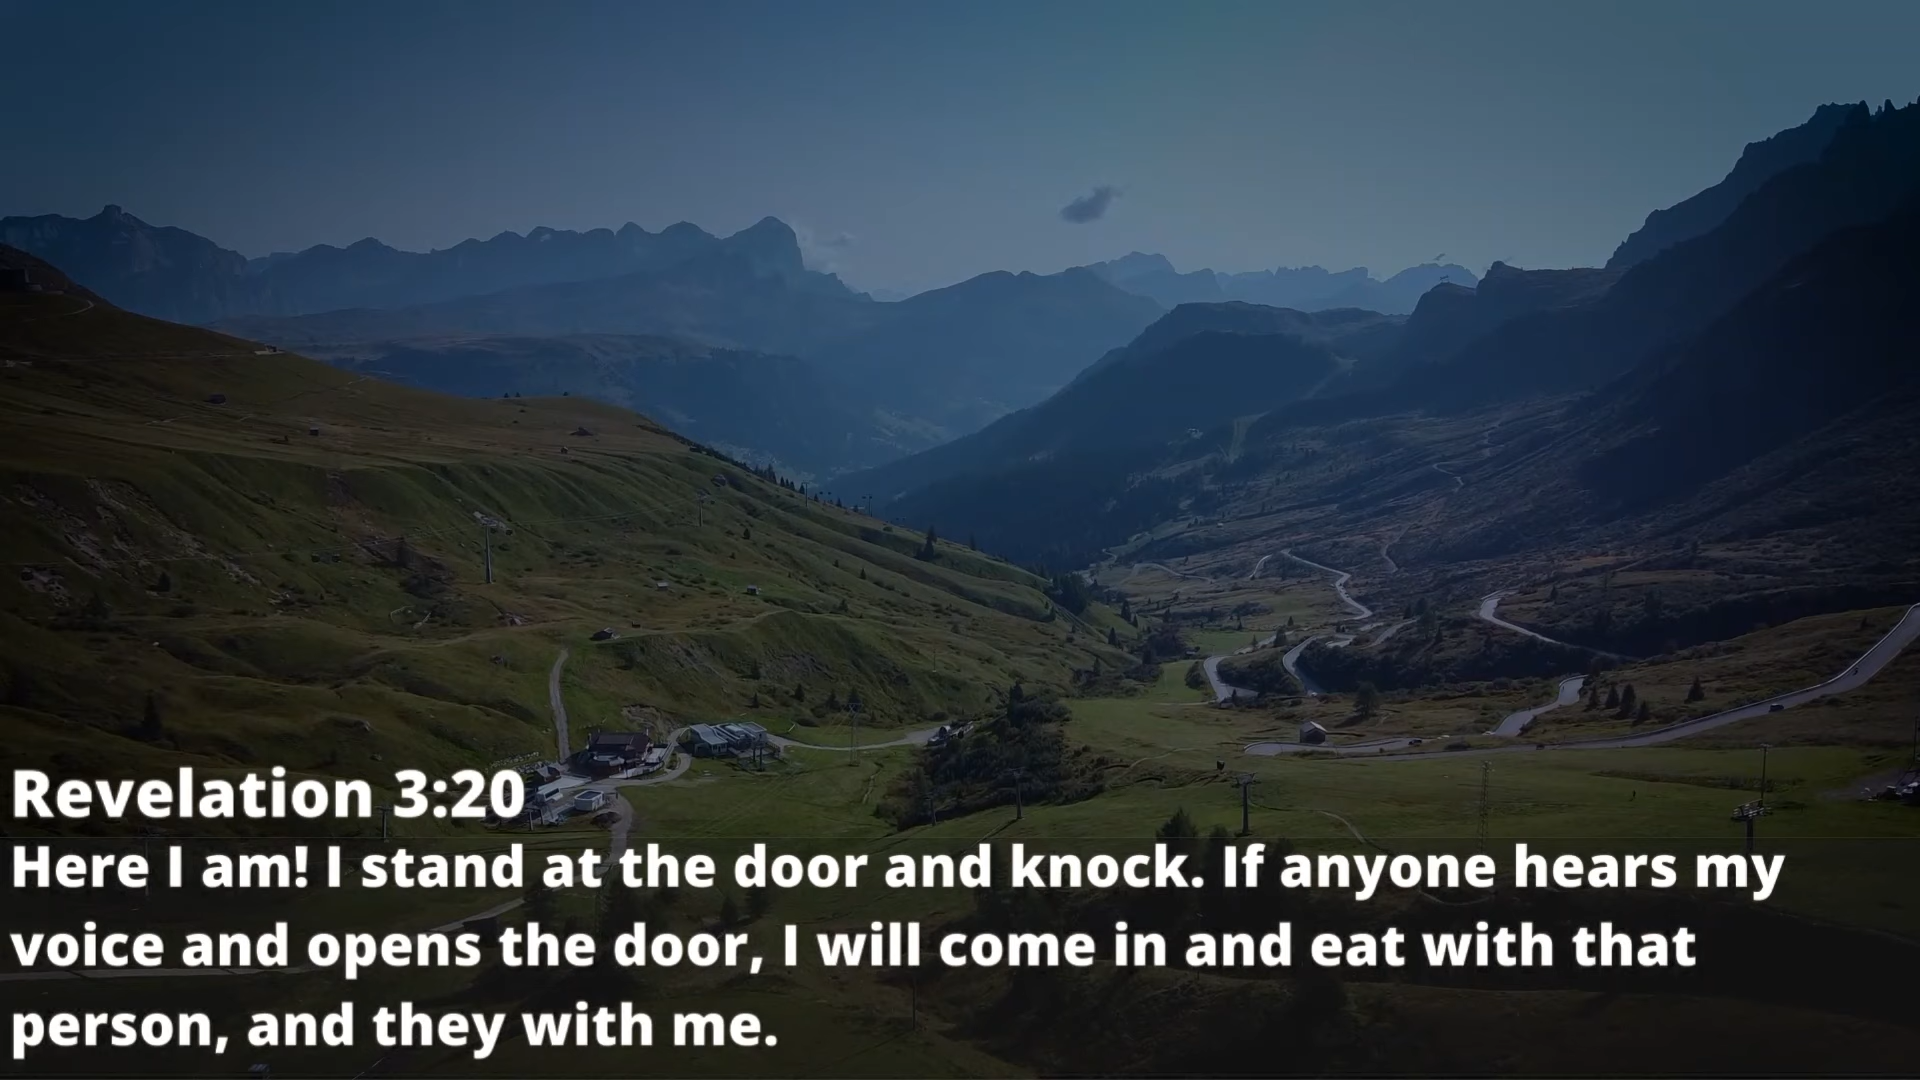 Revelation 3:20
Here I am! I stand at the door and knock. If anyone hears my
voice and opens the door, I will come in and eat with that
person, and they with me.